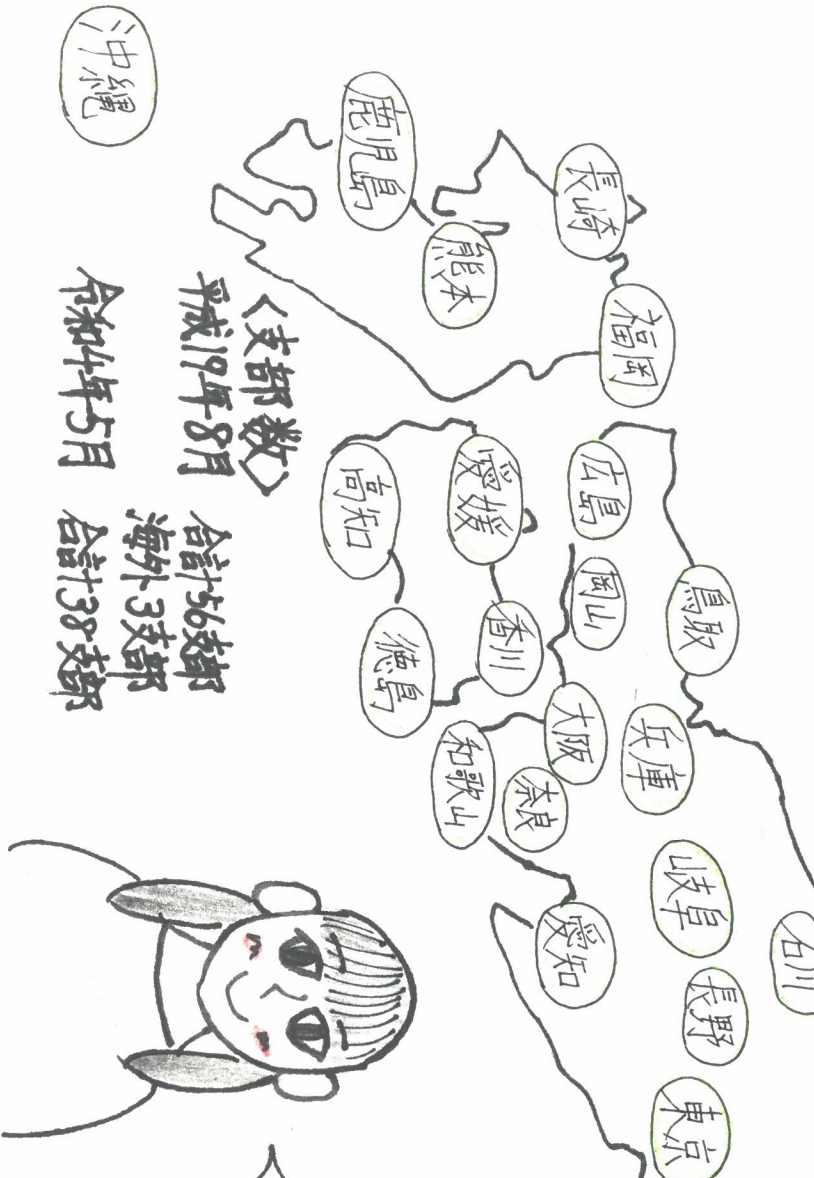 石川
鳥取
岐阜
長野
東京
兵庫
福岡
広島
岡山
長崎
大阪
愛知
奈良
香川
愛媛
和歌山
熊本
徳島
鹿児島
高知
〈支部数〉
平成19年8月 合計56支部
海外3支部
令和4年5月 合計38支部
沖縄